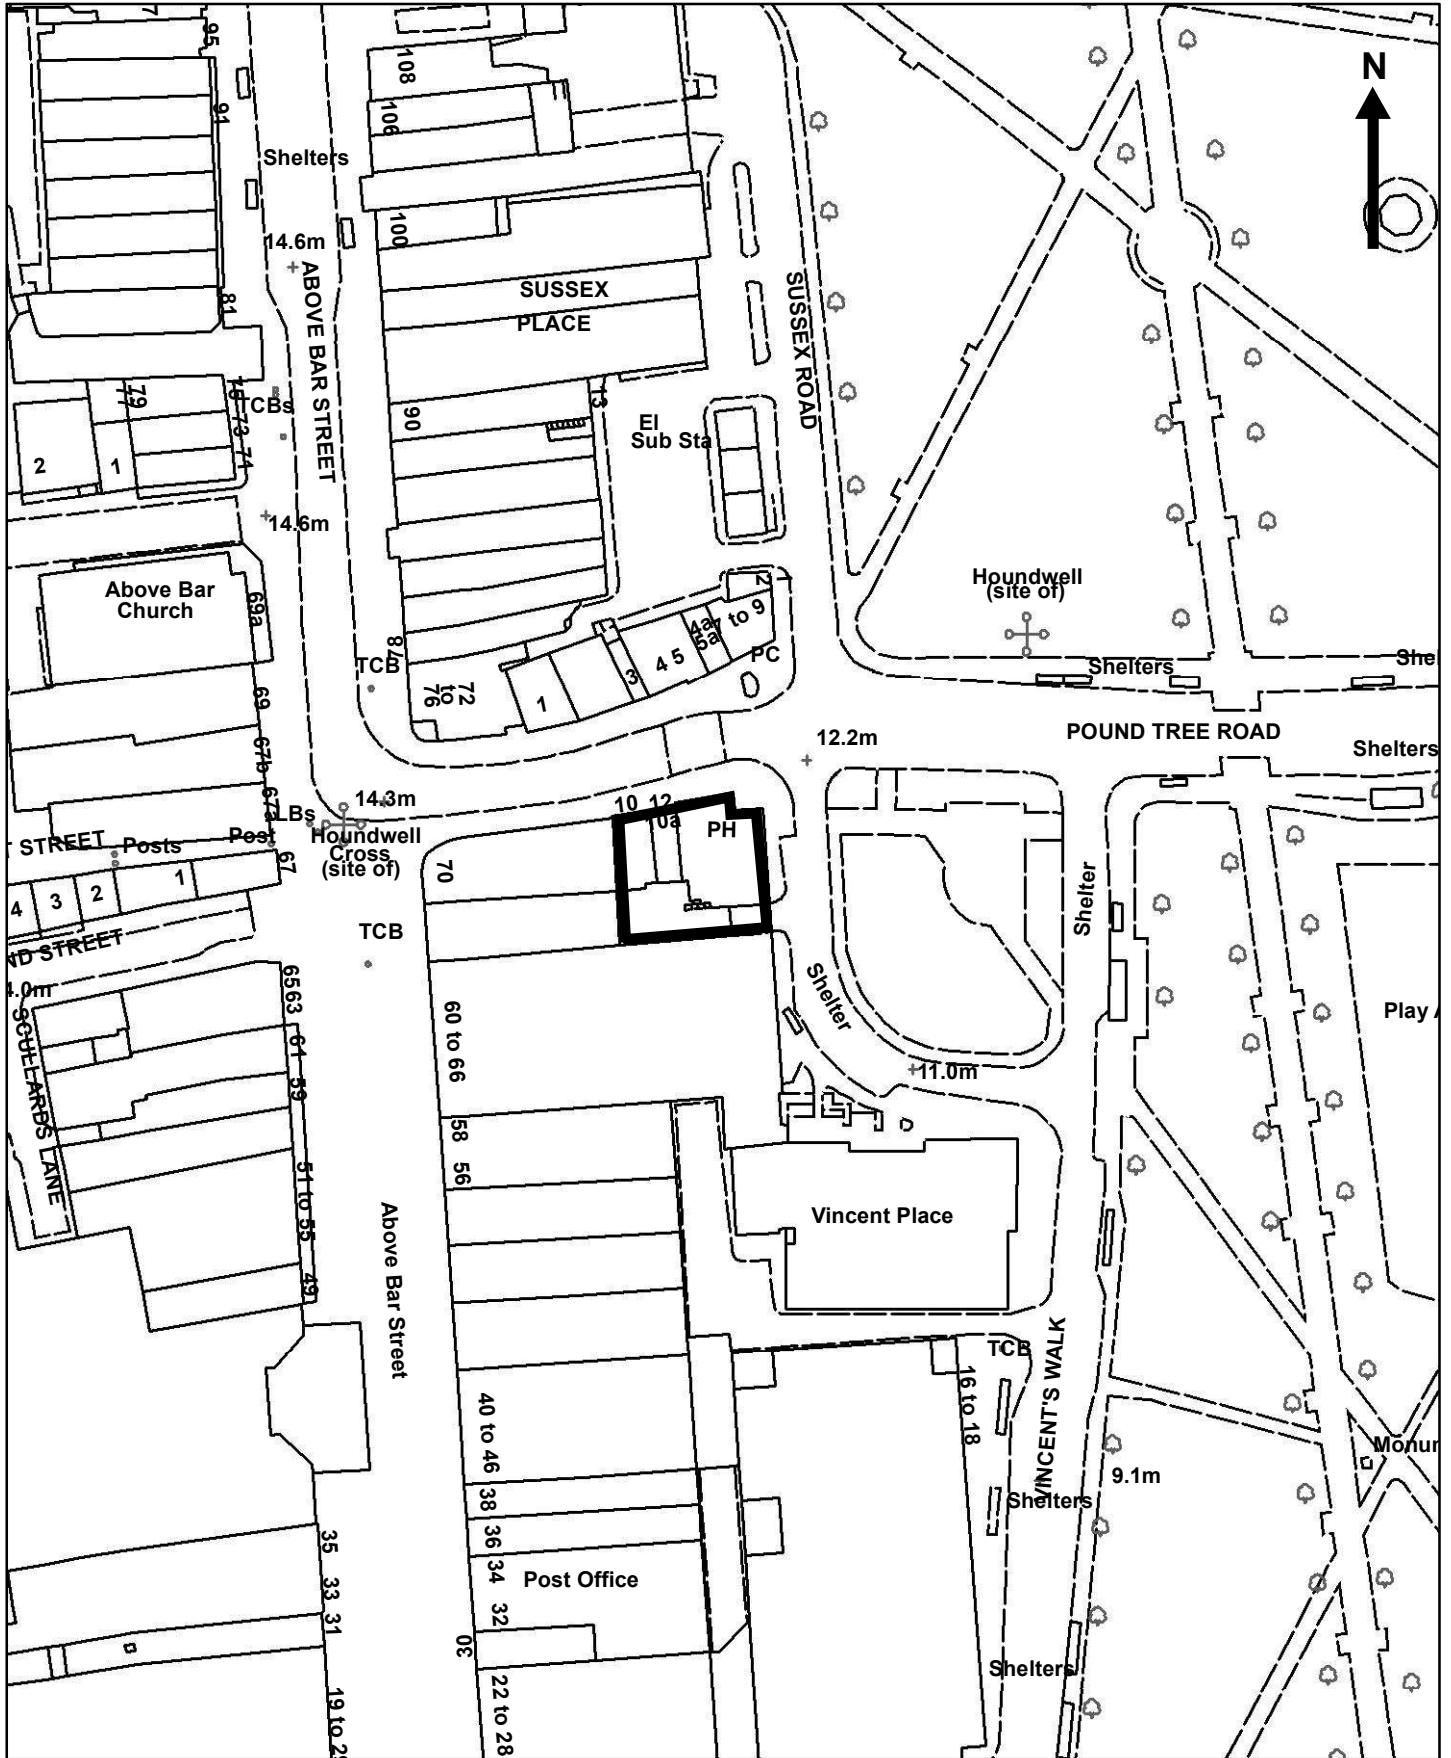 95
91
108
106
Shelters
N
100
14.6m
ABOVE BAR STREET
SUSSEX
PLACE
SUSSEX ROAD
81
77
79
75
73
71
TCBs
90
13
El
Sub Sta
2
1
14.6m
Above Bar
Church
69a
78
TCB
72
to
76
1
3
4 5
4a
5a
7 to 9
2
PC
Houndwell
(site of)
Shelters
POUND TREE ROAD
Shelters
69
67b
67a
12.2m
14.3m
LBs
Post
Posts
STREET
67
Houndwell
Cross
(site of)
10
12
10a
PH
70
4
3
2
1
TCB
Shelter
Shelter
65
63
61
59
SCULLARDS LANE
60 to 66
11.0m
58
56
51 to 55
49
Above Bar Street
Vincent Place
TCB
16 to 18
VINCENT'S WALK
40 to 46
38
36
34
32
30
22 to 28
Post Office
9.1m
Shelters
Shelters
35
33
31